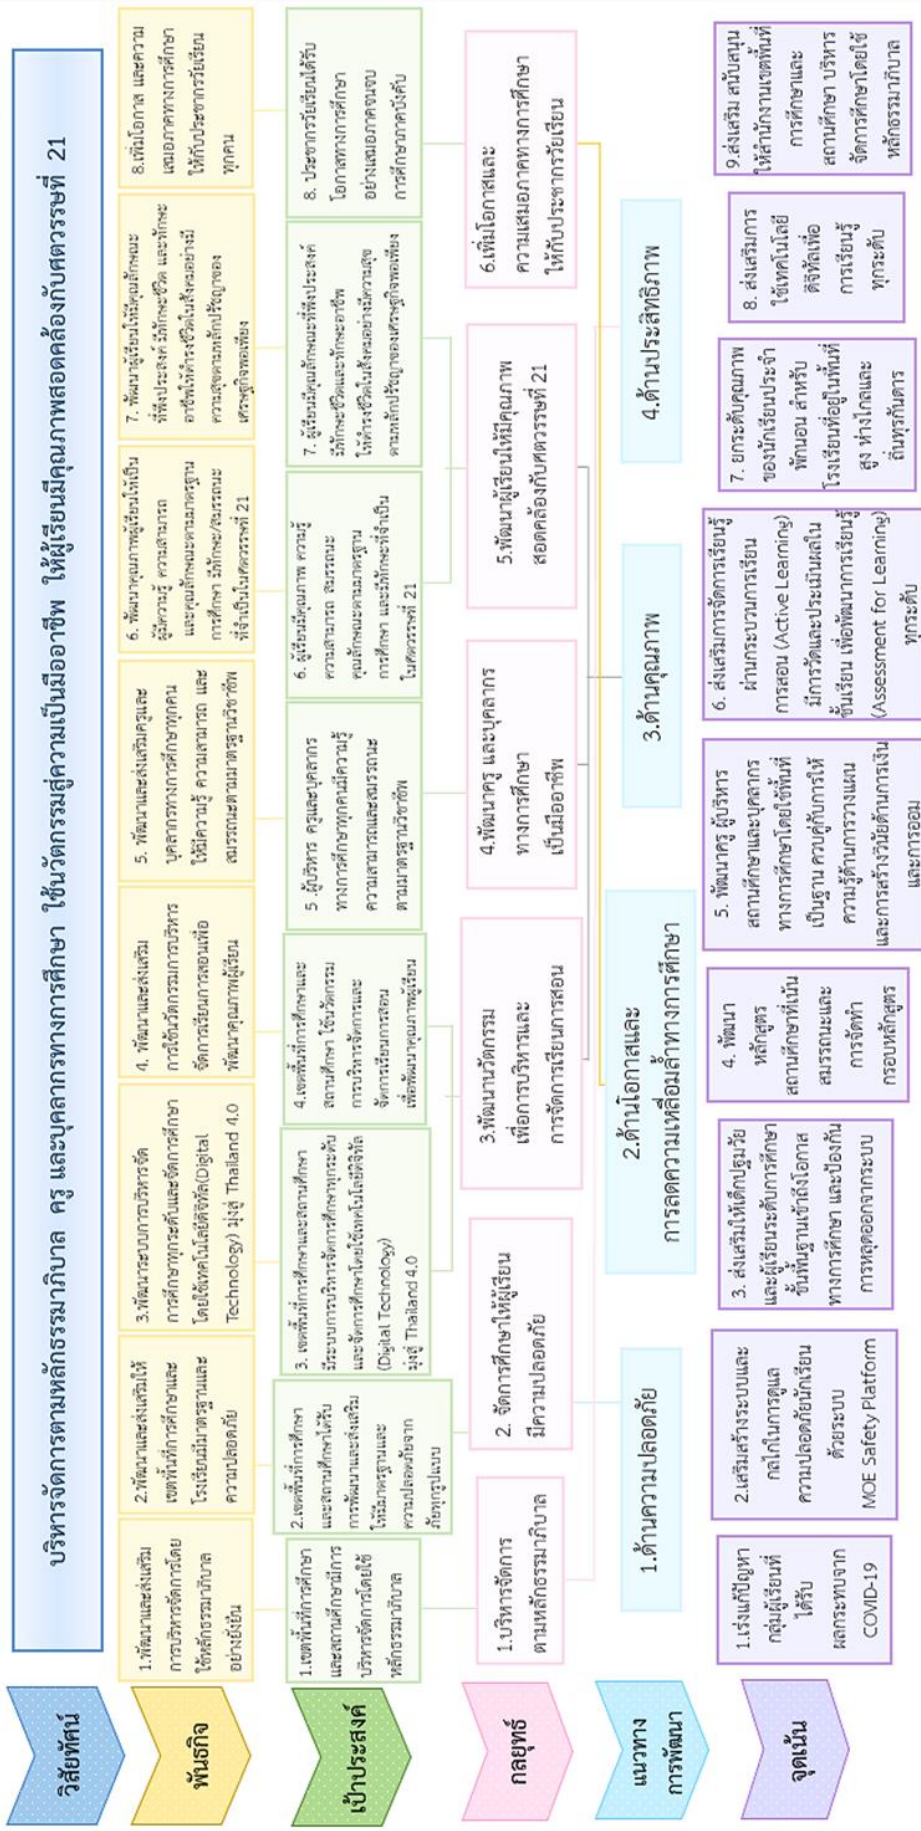 วิสัยทัศน์
บริหารจัดการตามหลักธรรมาภิบาล ครู และบุคลากรทางการศึกษา ใช้นวัตกรรมสู่ความเป็นมืออาชีพ ให้ผู้เรียนมีคุณภาพสอดคล้องกับศตวรรษที่ 21
พันธกิจ
1.พัฒนาและส่งเสริม
การบริหารจัดการโดย
ใช้หลักธรรมาภิบาล
อย่างยั่งยืน
2.พัฒนาและส่งเสริมให้
เขตพื้นที่การศึกษาและ
โรงเรียนมีมาตรฐานและ
ความปลอดภัย
3.พัฒนาระบบการบริหารจัด
การศึกษาทุกระดับและจัดการศึกษา
โดยใช้เทคโนโลยีดิจิทัล(Digital
Technology) มุ่งสู่ Thailand 4.0
4. พัฒนาและส่งเสริม
การใช้นวัตกรรมการบริหาร
จัดการเรียนการสอนเพื่อ
พัฒนาคุณภาพผู้เรียน
5. พัฒนาและส่งเสริมครูและ
บุคลากรทางการศึกษาทุกคน
ให้มีความรู้ ความสามารถ และ
สมรรถนะตามมาตรฐานวิชาชีพ
6. พัฒนาคุณภาพผู้เรียนให้เป็น
ผู้มีความรู้ ความสามารถ
และคุณลักษณะตามมาตรฐาน
การศึกษา มีทักษะ/สมรรถนะ
ที่จำเป็นในศตวรรษที่ 21
7. พัฒนาผู้เรียนให้มีคุณลักษณะ
ที่พึงประสงค์ มีทักษะชีวิต และทักษะ
อาชีพให้ดำรงชีวิตในสังคมอย่างมี
ความสุขตามหลักปรัชญาของ
เศรษฐกิจพอเพียง
8.เพิ่มโอกาส และความ
เสมอภาคทางการศึกษา
ให้กับประชากรวัยเรียน
ทุกคน
เป้าประสงค์
1.เขตพื้นที่การศึกษา
และสถานศึกษามีการ
บริหารจัดการโดยใช้
หลักธรรมาภิบาล
2.เขตพื้นที่การศึกษา
และสถานศึกษาได้รับ
การพัฒนาและส่งเสริม
ให้มีมาตรฐานและ
ความปลอดภัยจาก
ภัยทุกรูปแบบ
3. เขตพื้นที่การศึกษาและสถานศึกษา
มีระบบการบริหารจัดการศึกษาทุกระดับ
และจัดการศึกษาโดยใช้เทคโนโลยีดิจิทัล
(Digital Technology)
มุ่งสู่ Thailand 4.0
4.เขตพื้นที่การศึกษาและ
สถานศึกษา ใช้นวัตกรรม
การบริหารจัดการและ
จัดการเรียนการสอน
เพื่อพัฒนาคุณภาพผู้เรียน
5 .ผู้บริหาร ครูและบุคลากร
ทางการศึกษาทุกคนมีความรู้
ความสามารถและสมรรถนะ
ตามมาตรฐานวิชาชีพ
6. ผู้เรียนมีคุณภาพ ความรู้
ความสามารถ สมรรถนะ
คุณลักษณะตามมาตรฐาน
การศึกษา และมีทักษะที่จำเป็น
ในศตวรรษที่ 21
7. ผู้เรียนมีคุณลักษณะที่พึงประสงค์
มีทักษะชีวิตและทักษะอาชีพ
ให้ดำรงชีวิตในสังคมอย่างมีความสุข
ตามหลักปรัชญาของเศรษฐกิจพอเพียง
8. ประชากรวัยเรียนได้รับ
โอกาสทางการศึกษา
อย่างเสมอภาคจนจบ
การศึกษาภาคบังคับ
กลยุทธ์
1.บริหารจัดการ
ตามหลักธรรมาภิบาล
2. จัดการศึกษาให้ผู้เรียน
มีความปลอดภัย
3.พัฒนานวัตกรรม
เพื่อการบริหารและ
การจัดการเรียนการสอน
4.พัฒนาครู และบุคลากร
ทางการศึกษา
เป็นมืออาชีพ
5.พัฒนาผู้เรียนให้มีคุณภาพ
สอดคล้องกับศตวรรษที่ 21
6.เพิ่มโอกาสและ
ความเสมอภาคทางการศึกษา
ให้กับประชากรวัยเรียน
แนวทาง
การพัฒนา
1.ด้านความปลอดภัย
2.ด้านโอกาสและ
การลดความเหลื่อมล้ำทางการศึกษา
3.ด้านคุณภาพ
4.ด้านประสิทธิภาพ
จุดเน้น
1.เร่งแก้ปัญหา
กลุ่มผู้เรียนที่
ได้รับ
ผลกระทบจาก
COVID-19
2.เสริมสร้างระบบและ
กลไกในการดูแล
ความปลอดภัยนักเรียน
ด้วยระบบ
MOE Safety Platform
3. ส่งเสริมให้เด็กปฐมวัย
และผู้เรียนระดับการศึกษา
ขั้นพื้นฐานเข้าถึงโอกาส
ทางการศึกษา และป้องกัน
การหลุดออกจากระบบ
4. พัฒนา
หลักสูตร
สถานศึกษาที่เน้น
สมรรถนะและ
การจัดทำ
กรอบหลักสูตร
5. พัฒนาครู ผู้บริหาร
สถานศึกษาและบุคลากร
ทางการศึกษาโดยใช้พื้นที่
เป็นฐาน ควบคู่กับการให้
ความรู้ด้านการวางแผน
และการสร้างวินัยด้านการเงิน
และการออม
6. ส่งเสริมการจัดการเรียนรู้
ผ่านกระบวนการเรียน
การสอน (Active Learning)
มีการวัดและประเมินผลใน
ชั้นเรียน เพื่อพัฒนาการเรียนรู้
(Assessment for Learning)
ทุกระดับ
7. ยกระดับคุณภาพ
ของนักเรียนประจำ
พักนอน สำหรับ
โรงเรียนที่อยู่ในพื้นที่
สูง ห่างไกลและ
ถิ่นทุรกันดาร
8. ส่งเสริมการ
ใช้เทคโนโลยี
ดิจิทัลเพื่อ
การเรียนรู้
ทุกระดับ
9.ส่งเสริม สนับสนุน
ให้สำนักงานเขตพื้นที่
การศึกษาและ
สถานศึกษา บริหาร
จัดการศึกษาโดยใช้
หลักธรรมาภิบาล